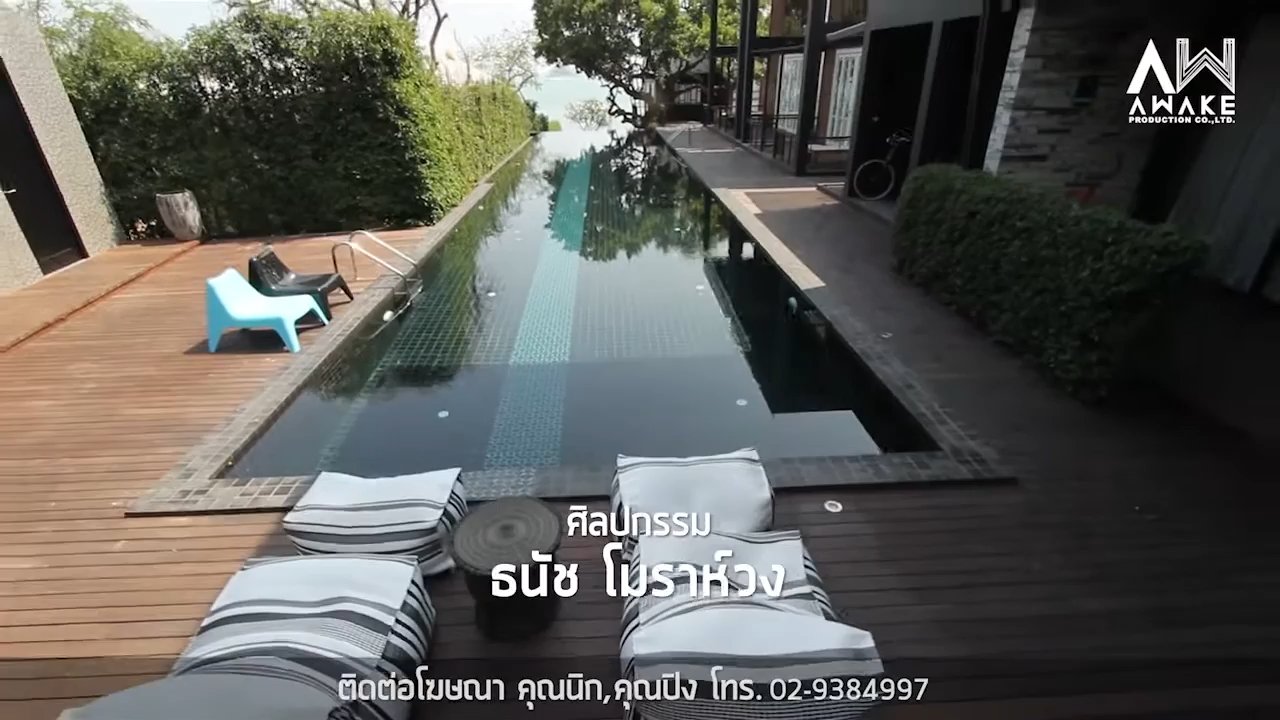 AWAKE
PRODUCTION CO.,LTD.
ศิลปกรรม
ธนัช โมราห์วง
ติดต่อโฆษณา คุณนิก,คุณปิง โทร. 02-9384997